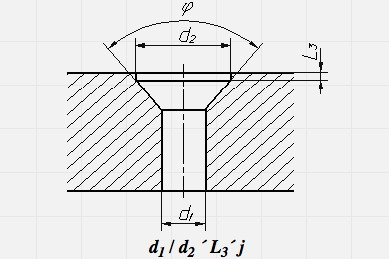 φ
d₂
L₃
d₁
d₁ / d₂ ´ L₃ ´ j